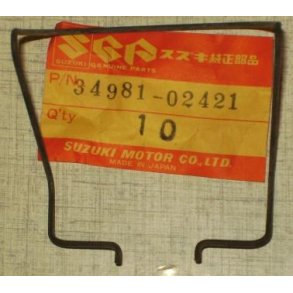 SGP スズキ純正部品
SUZUKI GENUINE PARTS
P/N 34981-02421
Q'ty 10
SUZUKI MOTOR CO., LTD.
MADE IN JAPAN